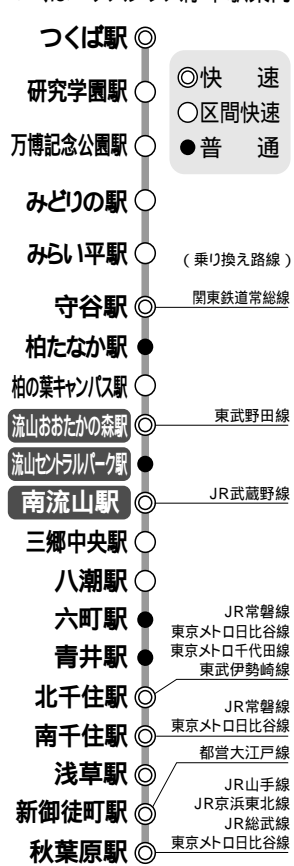 つくば駅
研究学園駅
◎快　速
万博記念公園駅
○区間快速
●普　通
みどりの駅
みらい平駅
(乗り換え路線)
守谷駅
関東鉄道常総線
柏たなか駅
柏の葉キャンパス駅
流山おおたかの森駅
東武野田線
流山セントラルパーク駅
南流山駅
JR武蔵野線
三郷中央駅
八潮駅
六町駅
青井駅
北千住駅
JR常磐線
東京メトロ日比谷線
東京メトロ千代田線
東武伊勢崎線
南千住駅
JR常磐線
東京メトロ日比谷線
浅草駅
新御徒町駅
都営大江戸線
秋葉原駅
JR山手線
JR京浜東北線
JR総武線
東京メトロ日比谷線